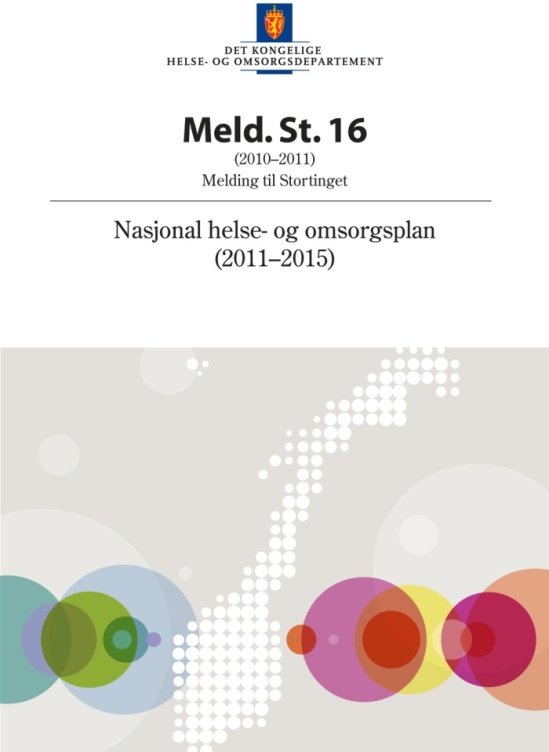 DET KONGELIGE
HELSE- OG OMSORGSDEPARTEMENT
Meld. St. 16
(2010–2011)
Melding til Stortinget
Nasjonal helse- og omsorgsplan
(2011–2015)